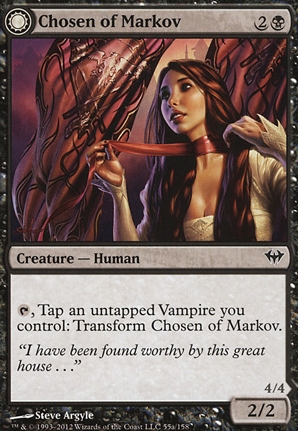 Chosen of Markov 2
Creature — Human
, Tap an untapped Vampire you
control: Transform Chosen of Markov.
"I have been found worthy by this great
house . . ."
4/4
Steve Argyle
2/2
™ & © 1993–2012 Wizards of the Coast LLC 55a/158